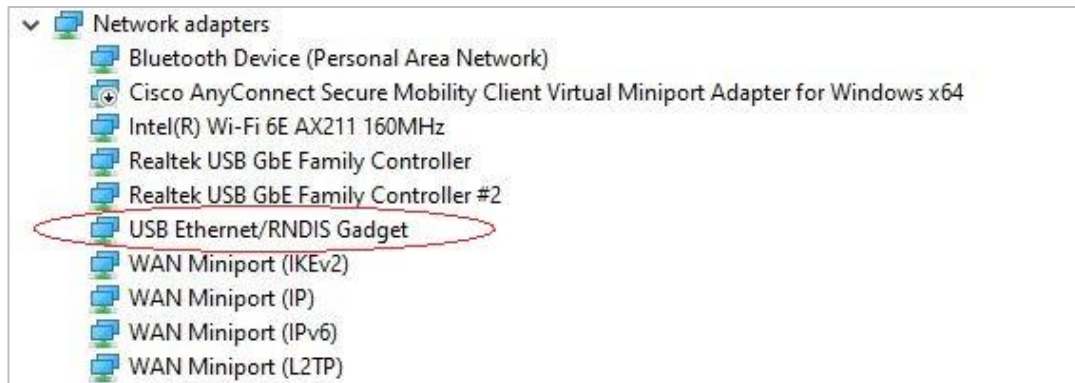 Network adapters
Bluetooth Device (Personal Area Network)
Cisco AnyConnect Secure Mobility Client Virtual Miniport Adapter for Windows x64
Intel(R) Wi-Fi 6E AX211 160MHz
Realtek USB GbE Family Controller
Realtek USB GbE Family Controller #2
USB Ethernet/RNDIS Gadget
WAN Miniport (IKEv2)
WAN Miniport (IP)
WAN Miniport (IPv6)
WAN Miniport (L2TP)